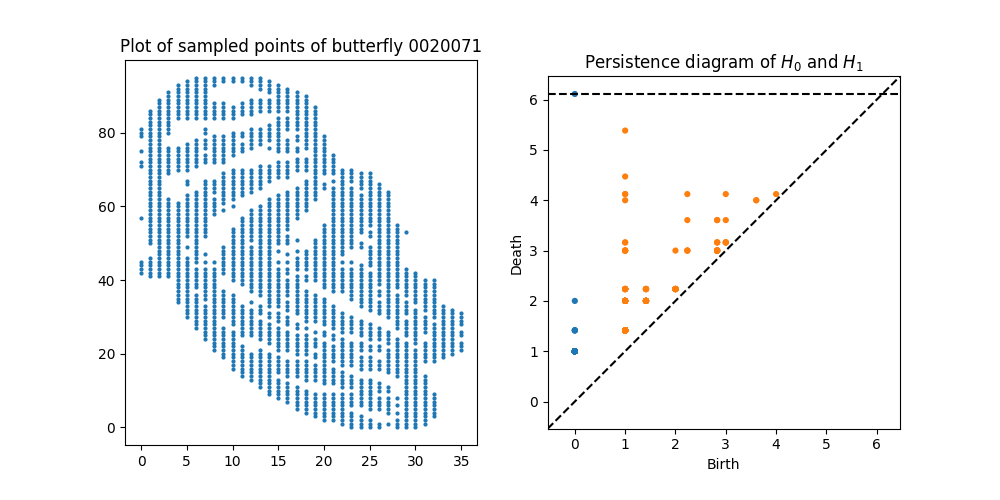 Plot of sampled points of butterfly 0020071
80
60
40
20
0
0 5 10 15 20 25 30 35
Persistence diagram of H₀ and H₁
Death
6
5
4
3
2
1
0
0 1 2 3 4 5 6
Birth